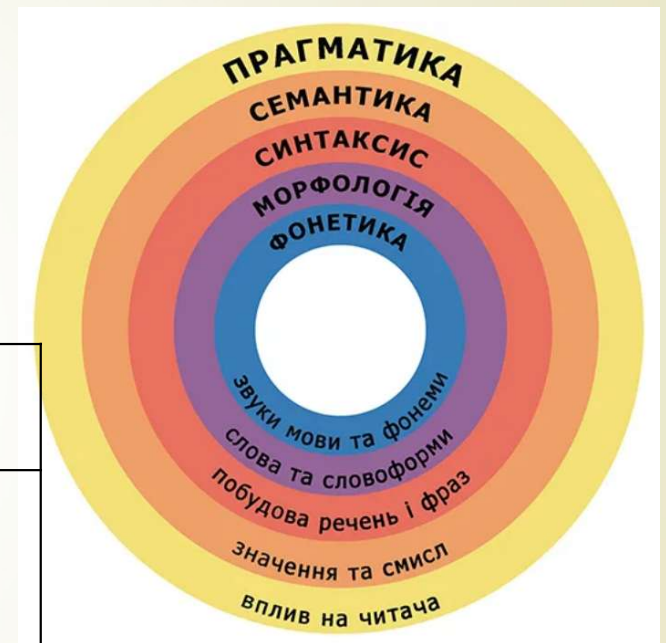 ПРАГМАТИКА
СЕМАНТИКА
СИНТАКСИС
МОРФОЛОГІЯ
ФОНЕТИКА
звуки мови та фонеми
слова та словоформи
побудова речень і фраз
значення та смисл
вплив на читача